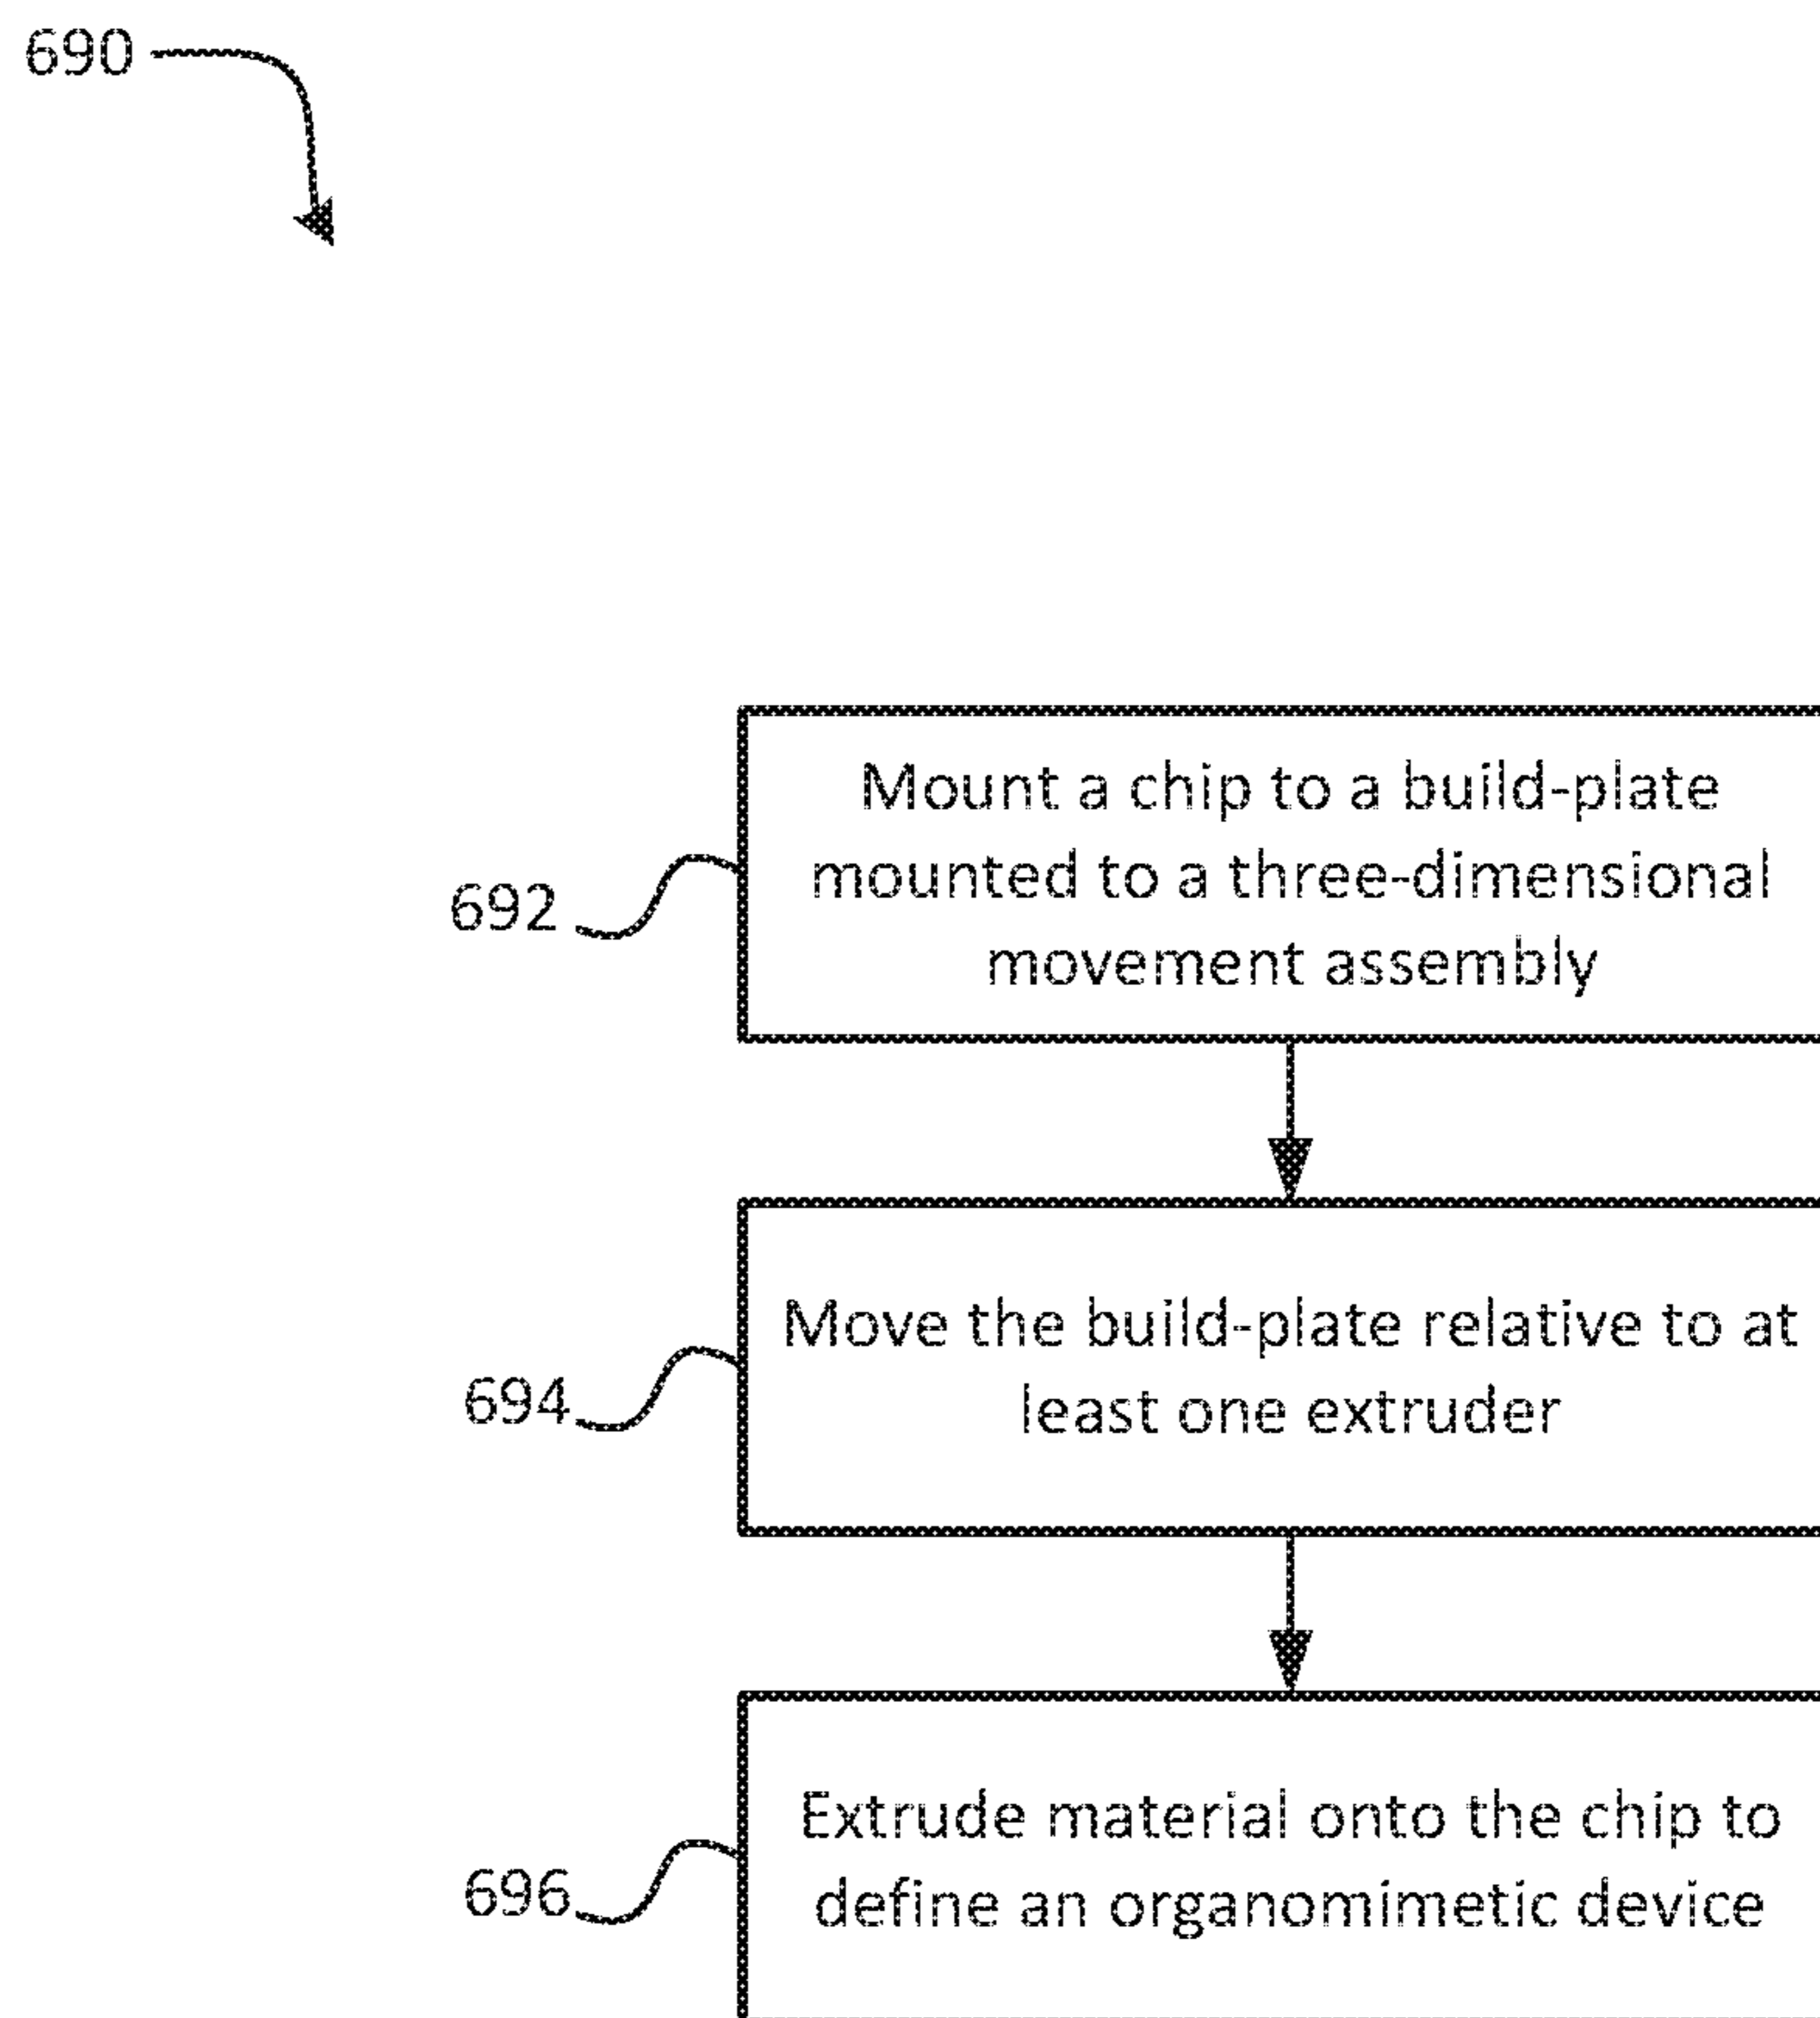 690
Mount a chip to a build-plate
mounted to a three-dimensional
movement assembly
692
Move the build-plate relative to at
least one extruder
694
Extrude material onto the chip to
define an organomimetic device
696